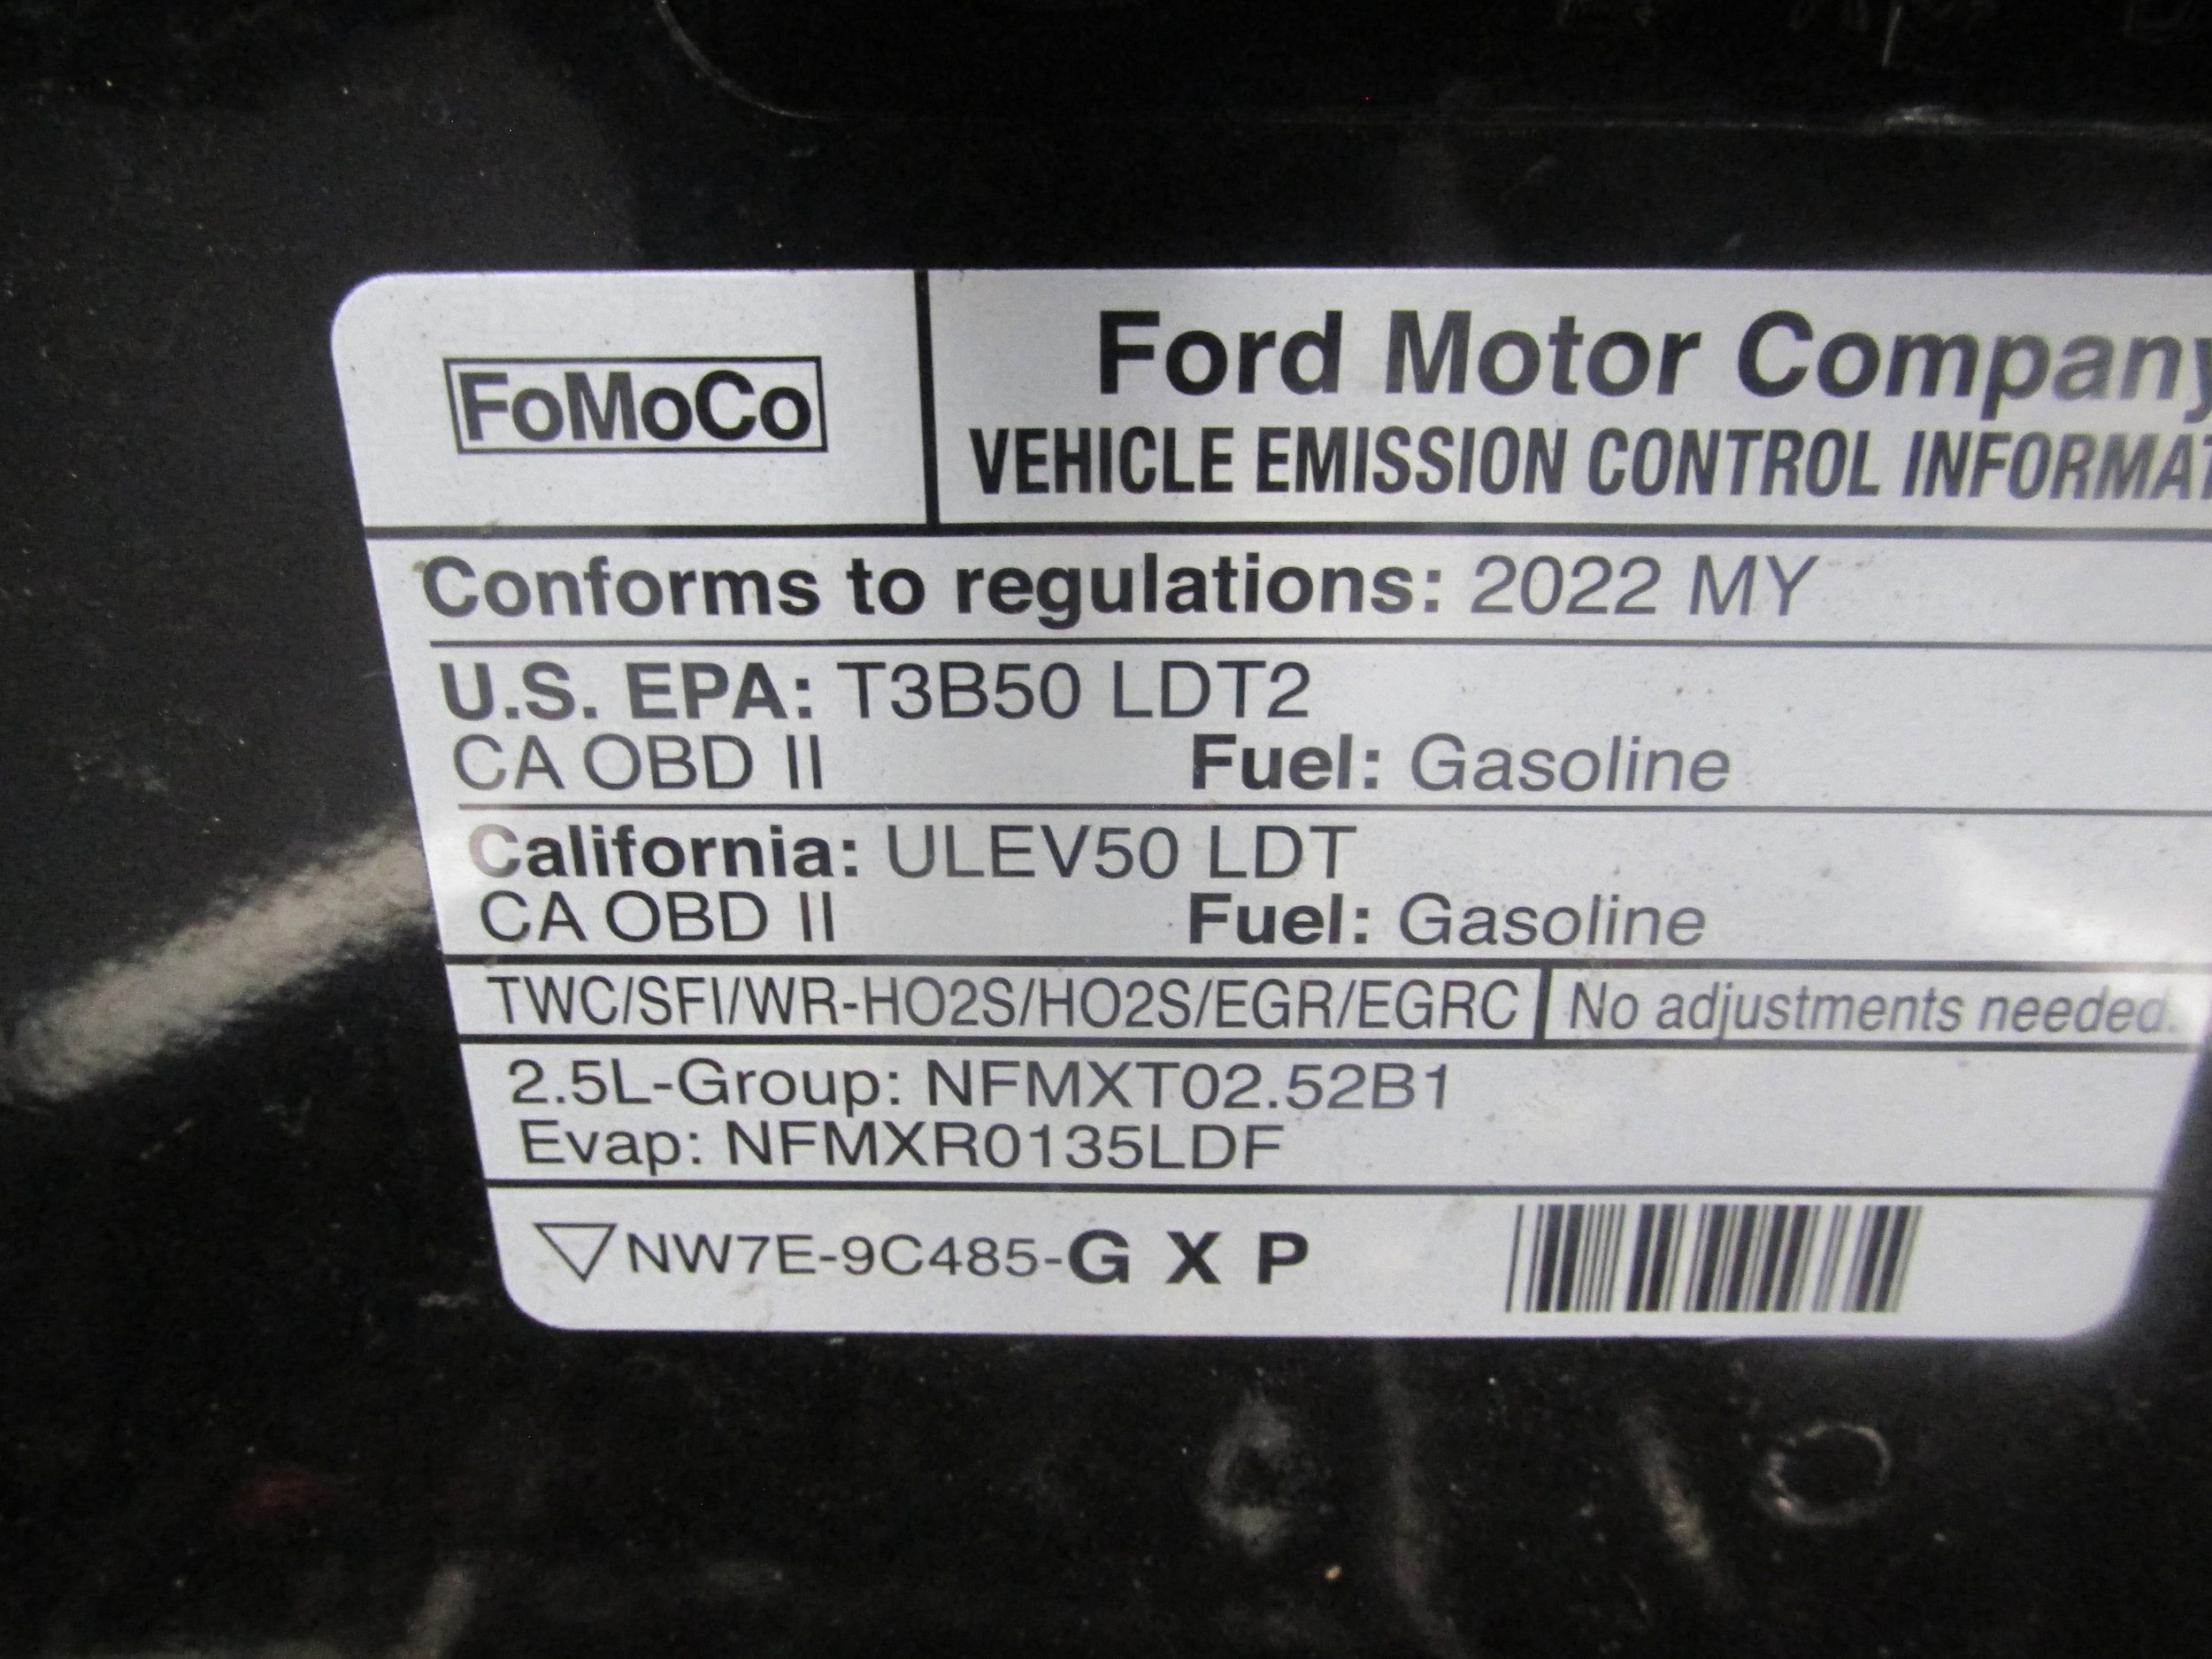 FoMoCo
Ford Motor Company
VEHICLE EMISSION CONTROL
Conforms to regulations: 2022 MY
U.S. EPA: T3B50 LDT2
CA OBD II Fuel: Gasoline
California: ULEV50 LDT
CA OBD II Fuel: Gasoline
TWC/SFI/WR-HO2S/HO2S/EGR/EGRC No adjustments needed.
2.5L-Group: NFMXT02.52B1
Evap: NFMXR0135LDF
▽NW7E-9C485-G X P